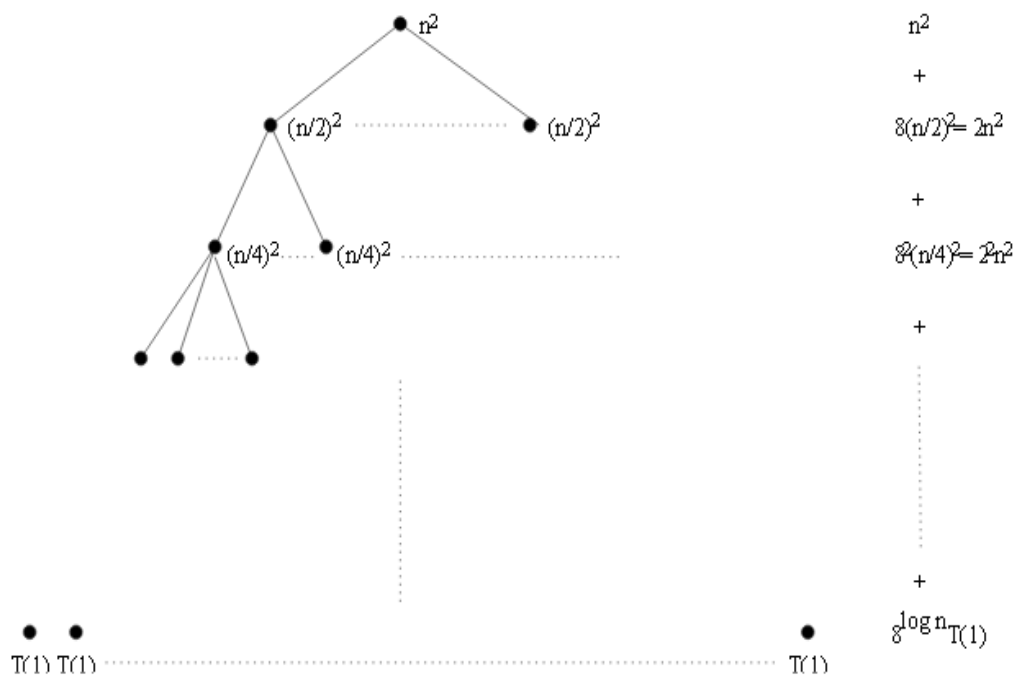 n² n²
+
(n/2)² (n/2)² 8(n/2)²= 2n²
+
(n/4)² (n/4)² 8²(n/4)²= 2²n²
+
+
8^log n T(1)
T(1) T(1) T(1)